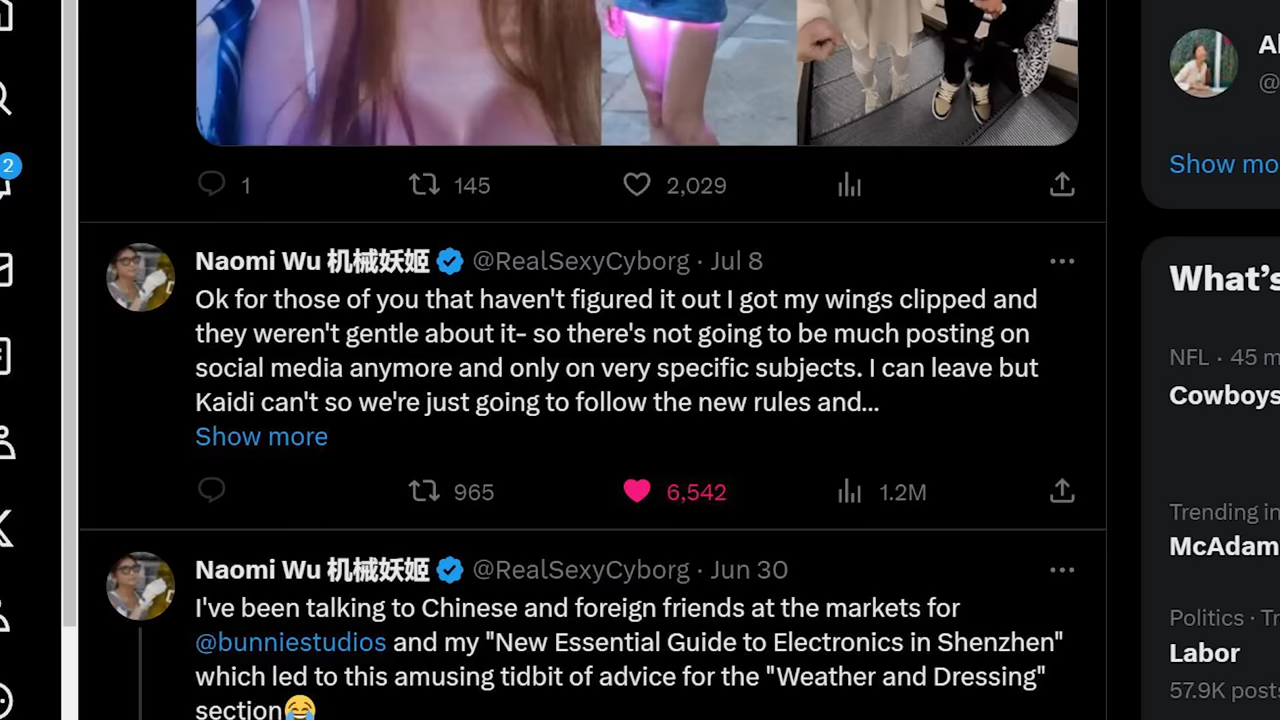 2
1
145
2,029
Show mo
Naomi Wu 机械妖姬 @RealSexyCyborg · Jul 8
Ok for those of you that haven't figured it out I got my wings clipped and
they weren't gentle about it- so there's not going to be much posting on
social media anymore and only on very specific subjects. I can leave but
Kaidi can't so we're just going to follow the new rules and...
Show more
965
6,542
1.2M
Naomi Wu 机械妖姬 @RealSexyCyborg · Jun 30
I've been talking to Chinese and foreign friends at the markets for
@bunniestudios and my "New Essential Guide to Electronics in Shenzhen"
which led to this amusing tidbit of advice for the "Weather and Dressing"
section😂
What's
NFL · 45 m
Cowboys
Trending in
McAdam
Politics · Tr
Labor
57.9K posts